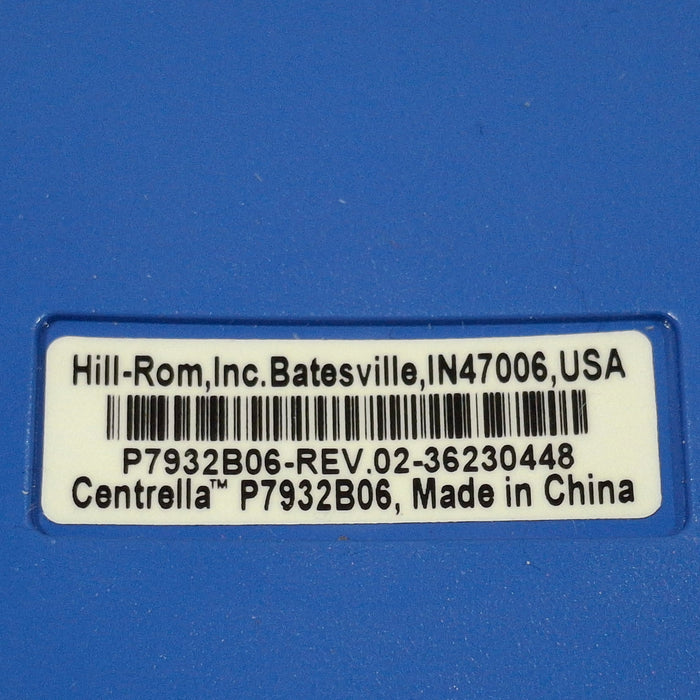 Hill-Rom,Inc.Batesville,IN47006,USA
P7932B06-REV.02-36230448
Centrella™ P7932B06, Made in China